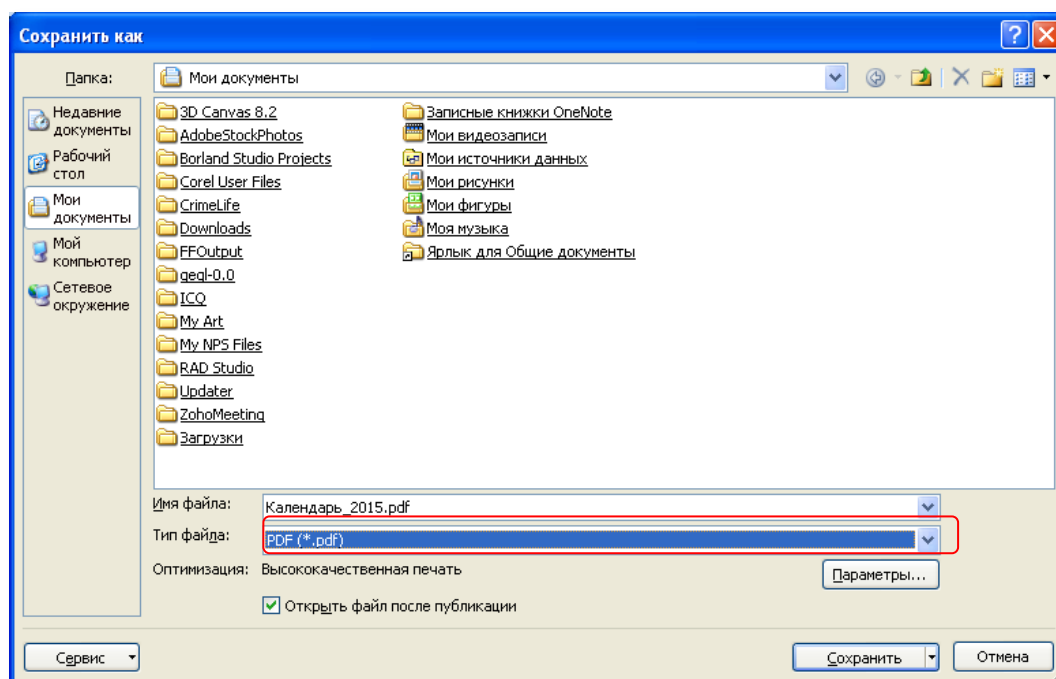 Сохранить как
Папка:
Мои документы
Недавние
документы
Рабочий
стол
Мои
документы
Мой
компьютер
Сетевое
окружение
3D Canvas 8.2
AdobeStockPhotos
Borland Studio Projects
Corel User Files
CrimeLife
Downloads
FFOutput
gegl-0.0
ICQ
My Art
My NPS Files
RAD Studio
Updater
ZohoMeeting
Загрузки
Записные книжки OneNote
Мои видеозаписи
Мои источники данных
Мои рисунки
Мои фигуры
Моя музыка
Ярлык для Общие документы
Имя файла:
Календарь_2015.pdf
Тип файла:
PDF (*.pdf)
Оптимизация: Высококачественная печать
Параметры...
Открыть файл после публикации
Сервис
Сохранить
Отмена